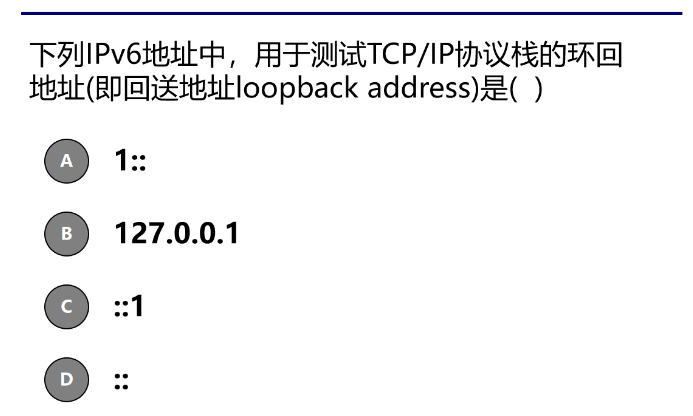 下列IPv6地址中，用于测试TCP/IP协议栈的环回
地址(即回送地址loopback address)是(  )
A 1::
B 127.0.0.1
C ::1
D ::